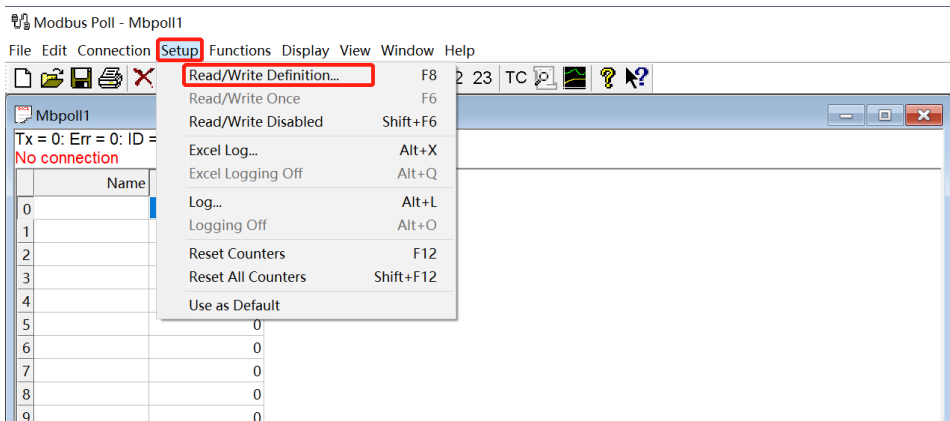 Modbus Poll - Mbpoll1
File Edit Connection Setup Functions Display View Window Help
2 23 TC
Read/Write Definition... F8
Read/Write Once F6
Read/Write Disabled Shift+F6
Excel Log... Alt+X
Excel Logging Off Alt+Q
Log... Alt+L
Logging Off Alt+O
Reset Counters F12
Reset All Counters Shift+F12
Use as Default
Mbpoll1
Tx = 0: Err = 0: ID =
No connection
Name
0
1
2
3
4
5 0
6 0
7 0
8 0
9 0